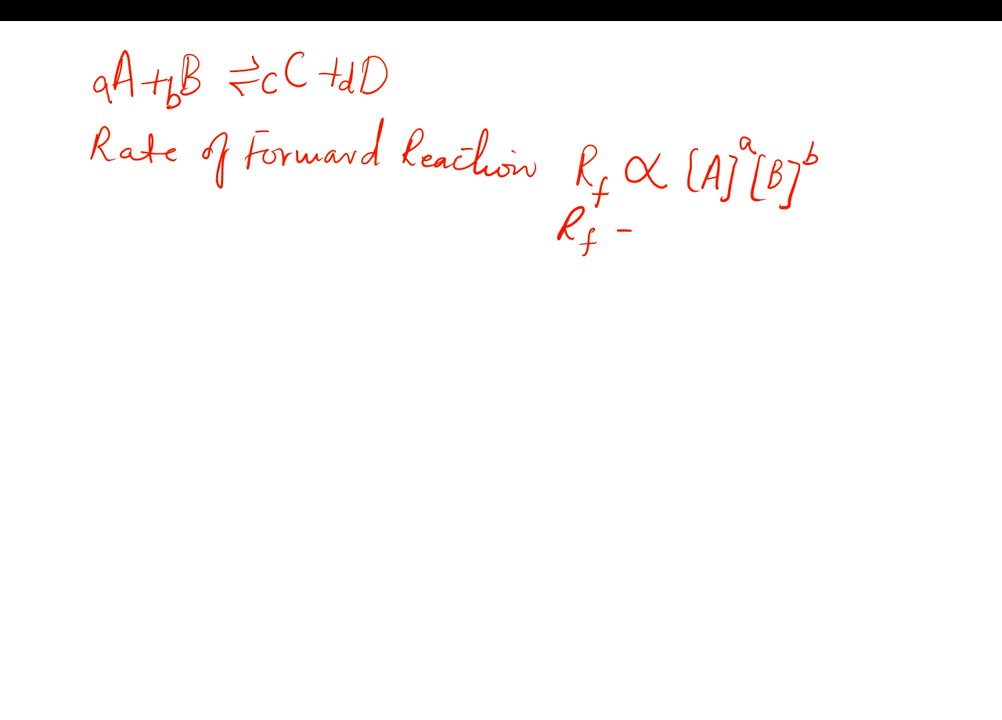 aA + bB ⇌ cC + dD
Rate of Forward Reaction R_f ∝ [A]^a [B]^b
R_f -